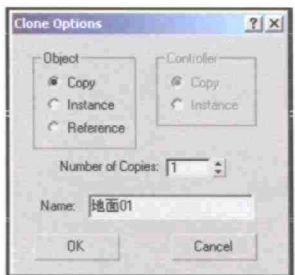 Clone Options
Object
Copy
Instance
Reference
Controller
Copy
Instance
Number of Copies: 1
Name: 地面01
OK
Cancel